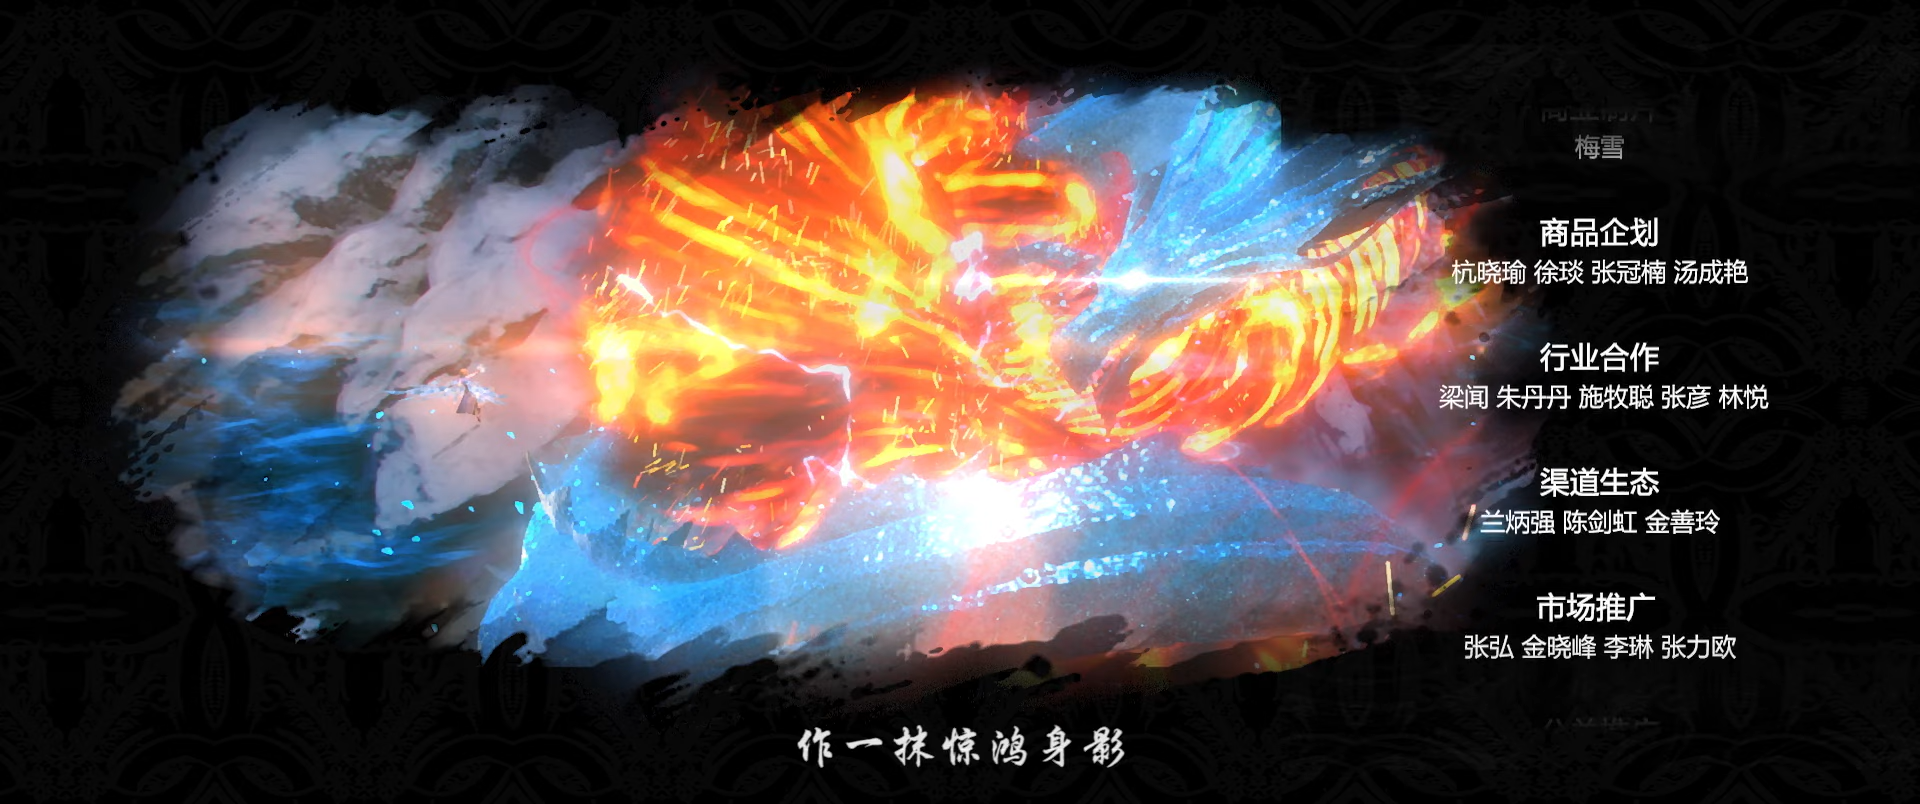 梅雪
商品企划
杭晓瑜 徐琰 张冠楠 汤成艳
行业合作
梁闻 朱丹丹 施牧聪 张彦 林悦
渠道生态
兰炳强 陈剑虹 金善玲
市场推广
张弘 金晓峰 李琳 张力欧
作一抹惊鸿身影